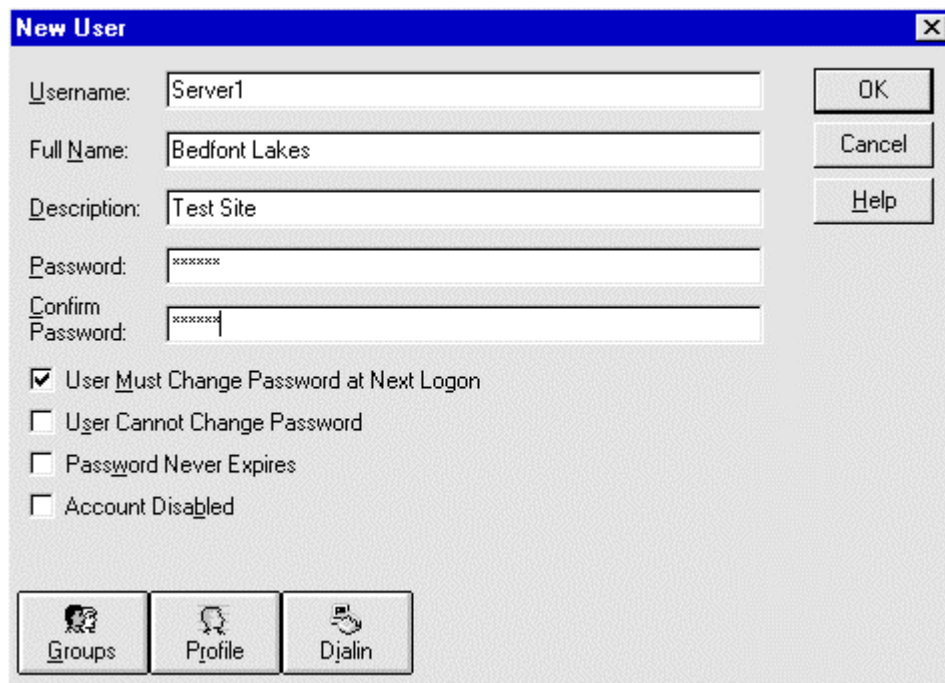 New User
Username: Server1
OK
Full Name: Bedfont Lakes
Cancel
Description: Test Site
Help
Password: ******
Confirm
Password: ******
User Must Change Password at Next Logon
User Cannot Change Password
Password Never Expires
Account Disabled
Groups Profile Dialin